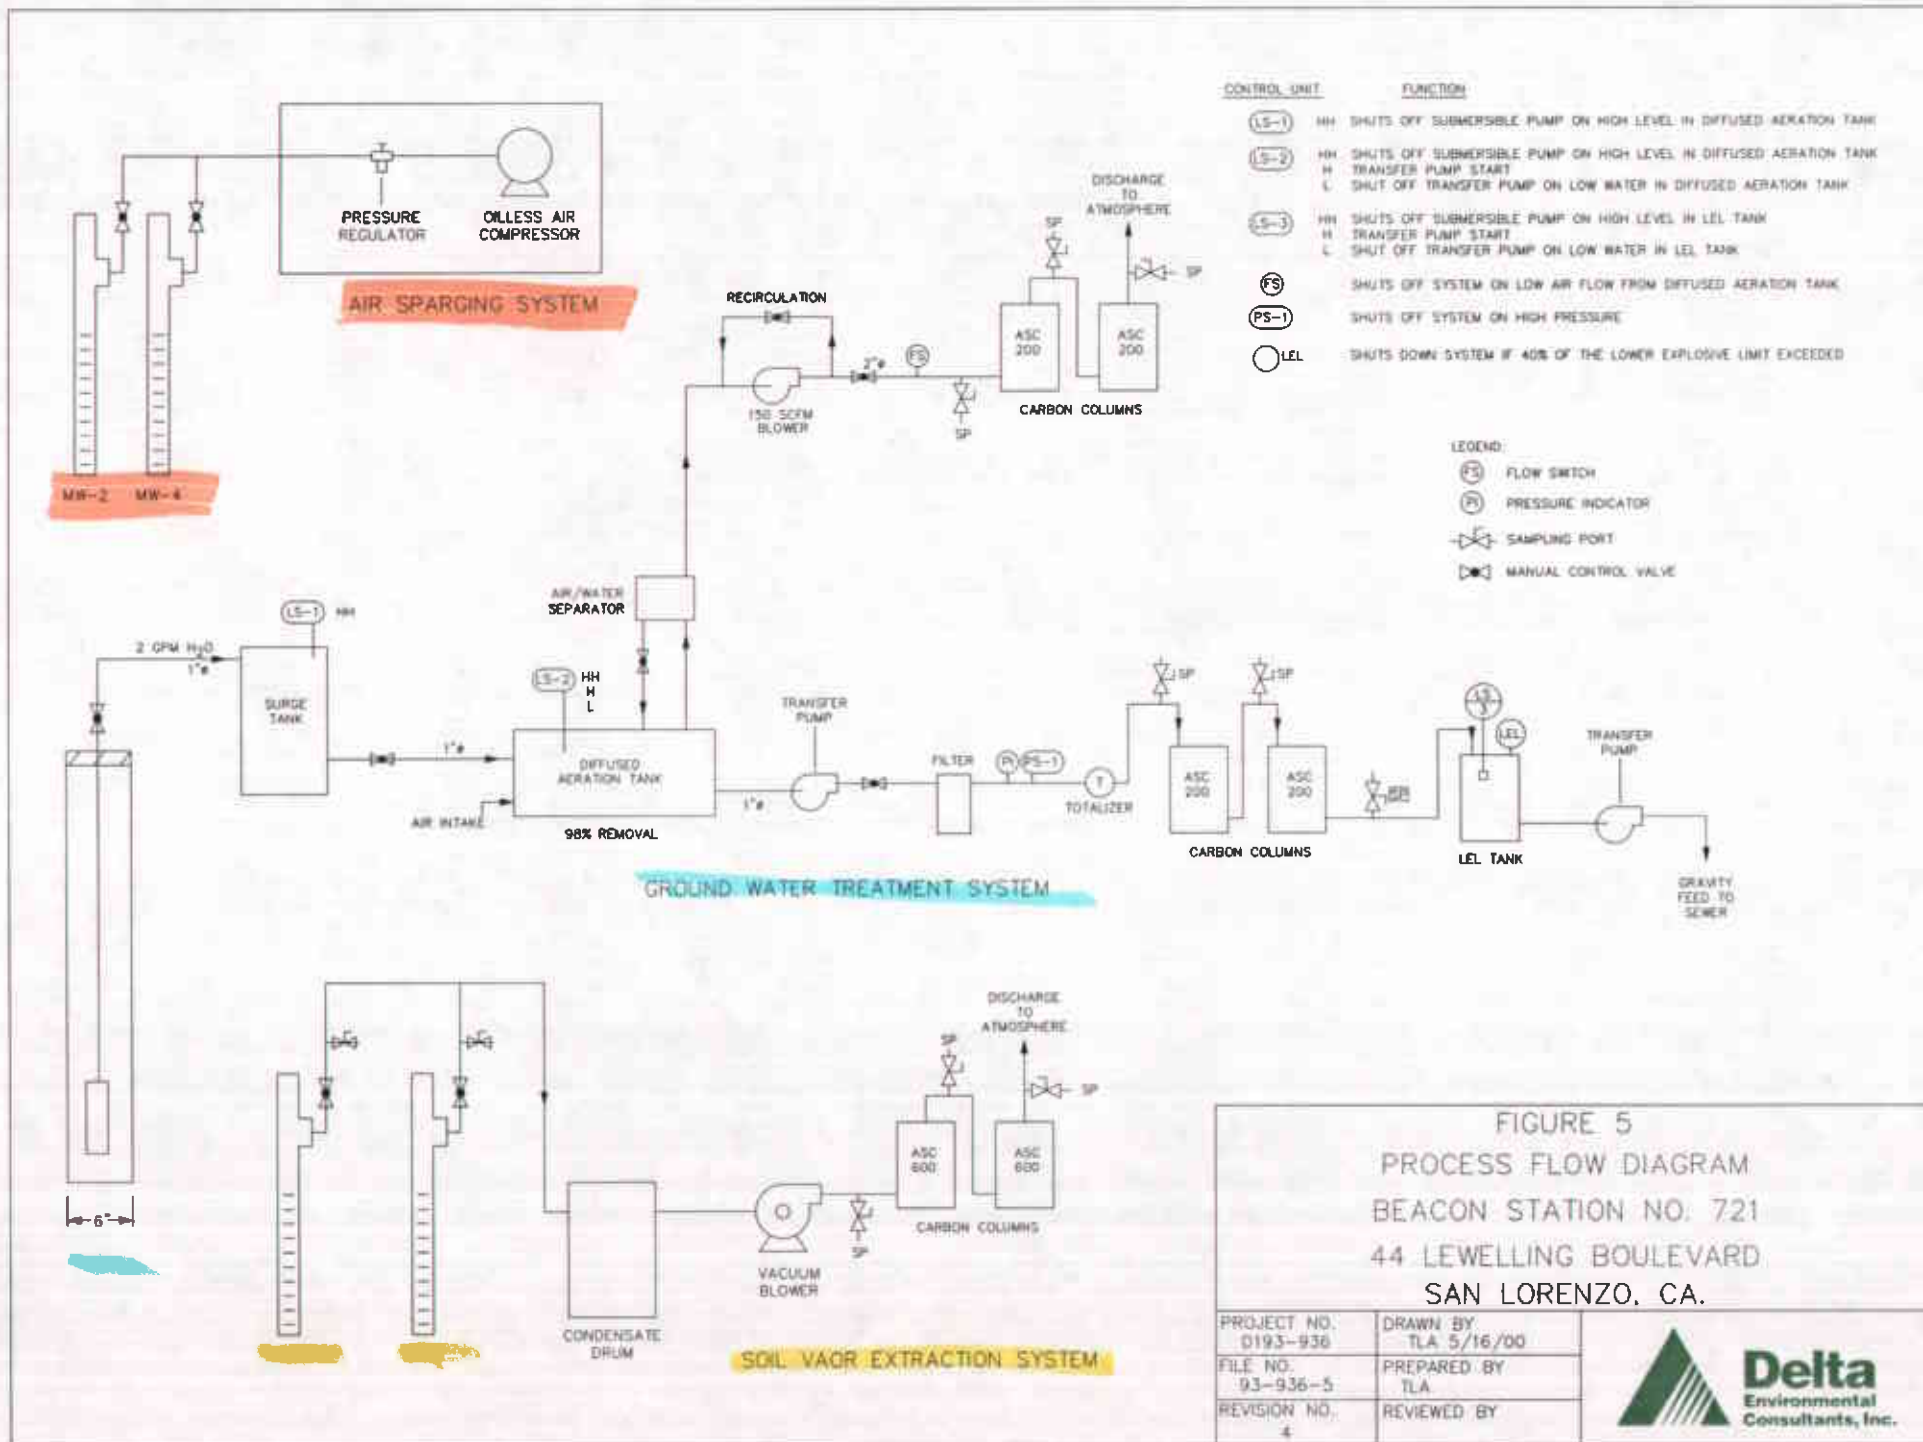 CONTROL UNIT FUNCTION
LS-1 HH SHUTS OFF SUBMERSIBLE PUMP ON HIGH LEVEL IN DIFFUSED AERATION TANK
LS-2 HH SHUTS OFF SUBMERSIBLE PUMP ON HIGH LEVEL IN DIFFUSED AERATION TANK
H TRANSFER PUMP START
L SHUT OFF TRANSFER PUMP ON LOW WATER IN DIFFUSED AERATION TANK
LS-3 HH SHUTS OFF SUBMERSIBLE PUMP ON HIGH LEVEL IN LEL TANK
H TRANSFER PUMP START
L SHUT OFF TRANSFER PUMP ON LOW WATER IN LEL TANK
FS SHUTS OFF SYSTEM ON LOW AIR FLOW FROM DIFFUSED AERATION TANK
PS-1 SHUTS OFF SYSTEM ON HIGH PRESSURE
LEL SHUTS DOWN SYSTEM IF 40% OF THE LOWER EXPLOSIVE LIMIT EXCEEDED
LEGEND:
FS FLOW SWITCH
PI PRESSURE INDICATOR
SAMPLING PORT
MANUAL CONTROL VALVE
PRESSURE
REGULATOR
OILLESS AIR
COMPRESSOR
AIR SPARGING SYSTEM
MW-2 MW-4
RECIRCULATION
150 SCFM
BLOWER
2"ø
FS
SP
SP
DISCHARGE
TO
ATMOSPHERE
SP
ASC
200
ASC
200
CARBON COLUMNS
AIR/WATER
SEPARATOR
LS-1 HH
2 GPM H2O
1"ø
SURGE
TANK
1"ø
LS-2 HH
H
L
DIFFUSED
AERATION TANK
AIR INTAKE
98% REMOVAL
1"ø
TRANSFER
PUMP
FILTER
PI PS-1
T
TOTALIZER
SP
SP
ASC
200
ASC
200
CARBON COLUMNS
LS
3
LEL
LEL TANK
TRANSFER
PUMP
GRAVITY
FEED TO
SEWER
GROUND WATER TREATMENT SYSTEM
6"
CONDENSATE
DRUM
VACUUM
BLOWER
SP
SP
DISCHARGE
TO
ATMOSPHERE
SP
ASC
600
ASC
600
CARBON COLUMNS
SOIL VAOR EXTRACTION SYSTEM
FIGURE 5
PROCESS FLOW DIAGRAM
BEACON STATION NO. 721
44 LEWELLING BOULEVARD
SAN LORENZO, CA.
PROJECT NO.
D193-936
DRAWN BY
TLA 5/16/00
FILE NO.
93-936-5
PREPARED BY
TLA
REVISION NO.
4
REVIEWED BY
Delta
Environmental
Consultants, Inc.